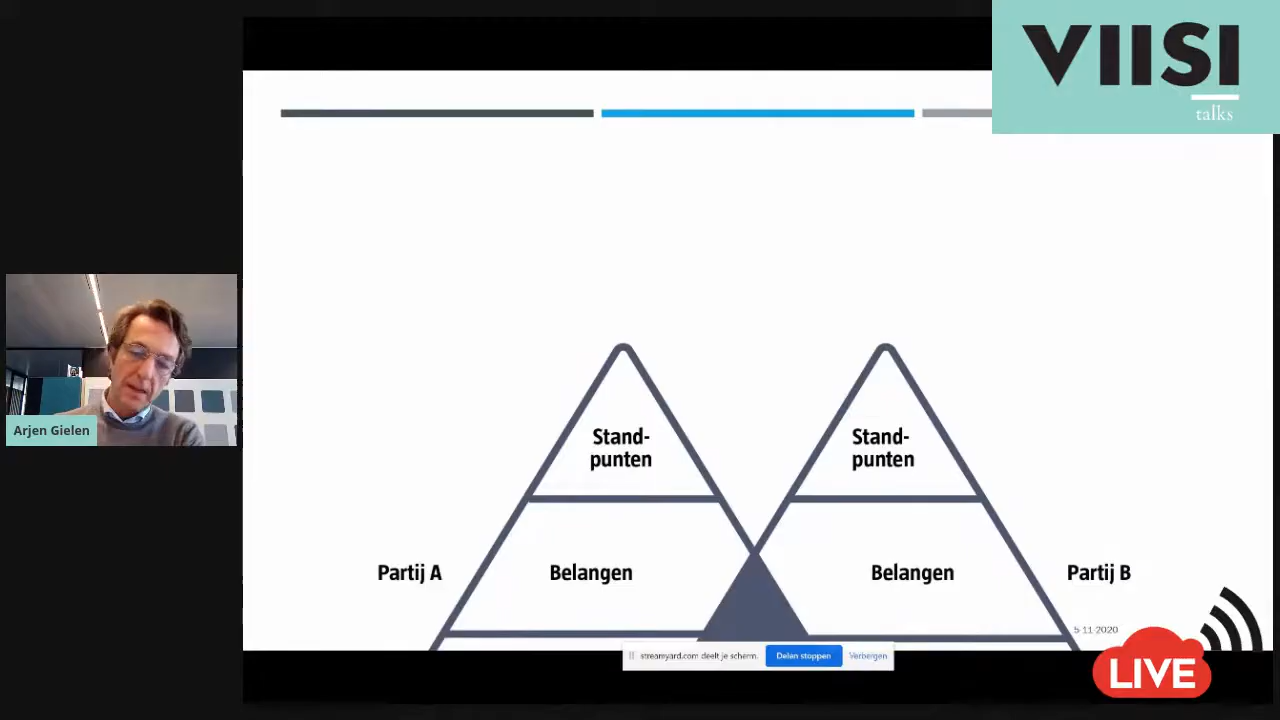 VIISI
talks
Stand-
punten
Stand-
punten
Partij A
Belangen
Belangen
Partij B
Arjen Gielen
5 11 2020
streamyard.com deelt je scherm.
Delen stoppen
Verbergen
LIVE